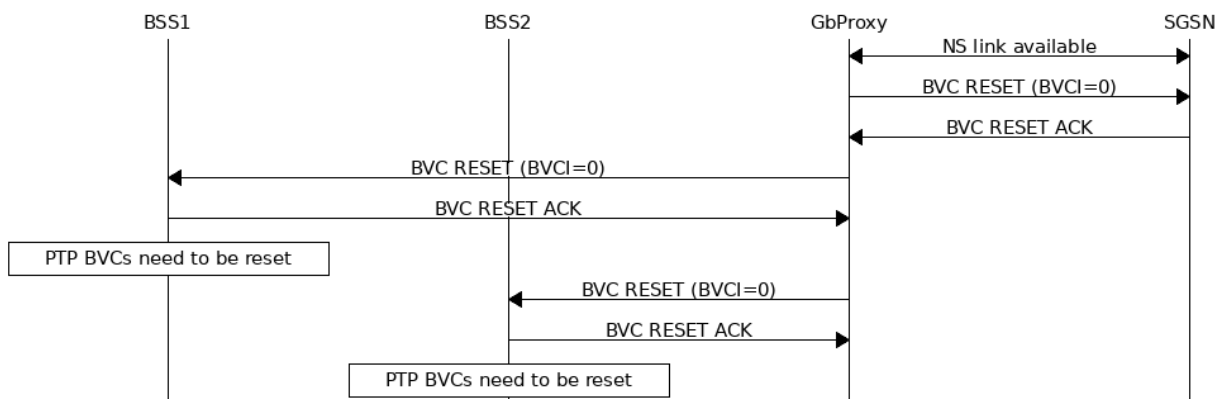 BSS1 BSS2 GbProxy SGSN
NS link available
BVC RESET (BVCI=0)
BVC RESET ACK
BVC RESET (BVCI=0)
BVC RESET ACK
PTP BVCs need to be reset
BVC RESET (BVCI=0)
BVC RESET ACK
PTP BVCs need to be reset